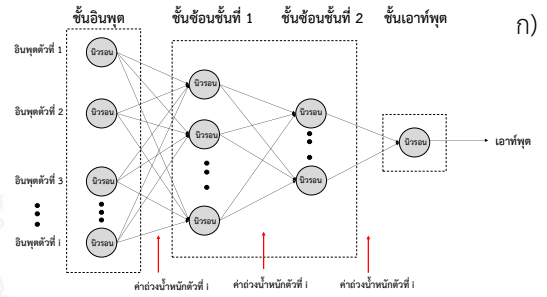 ชั้นอินพุต ชั้นซ้อนชั้นที่ 1 ชั้นซ้อนชั้นที่ 2 ชั้นเอาท์พุต
ก)
อินพุตตัวที่ 1 นิวรอน
นิวรอน
อินพุตตัวที่ 2 นิวรอน นิวรอน
นิวรอน นิวรอน เอาท์พุต
อินพุตตัวที่ 3 นิวรอน นิวรอน
นิวรอน
อินพุตตัวที่ i นิวรอน
ค่าถ่วงน้ำหนักตัวที่ i ค่าถ่วงน้ำหนักตัวที่ i ค่าถ่วงน้ำหนักตัวที่ i